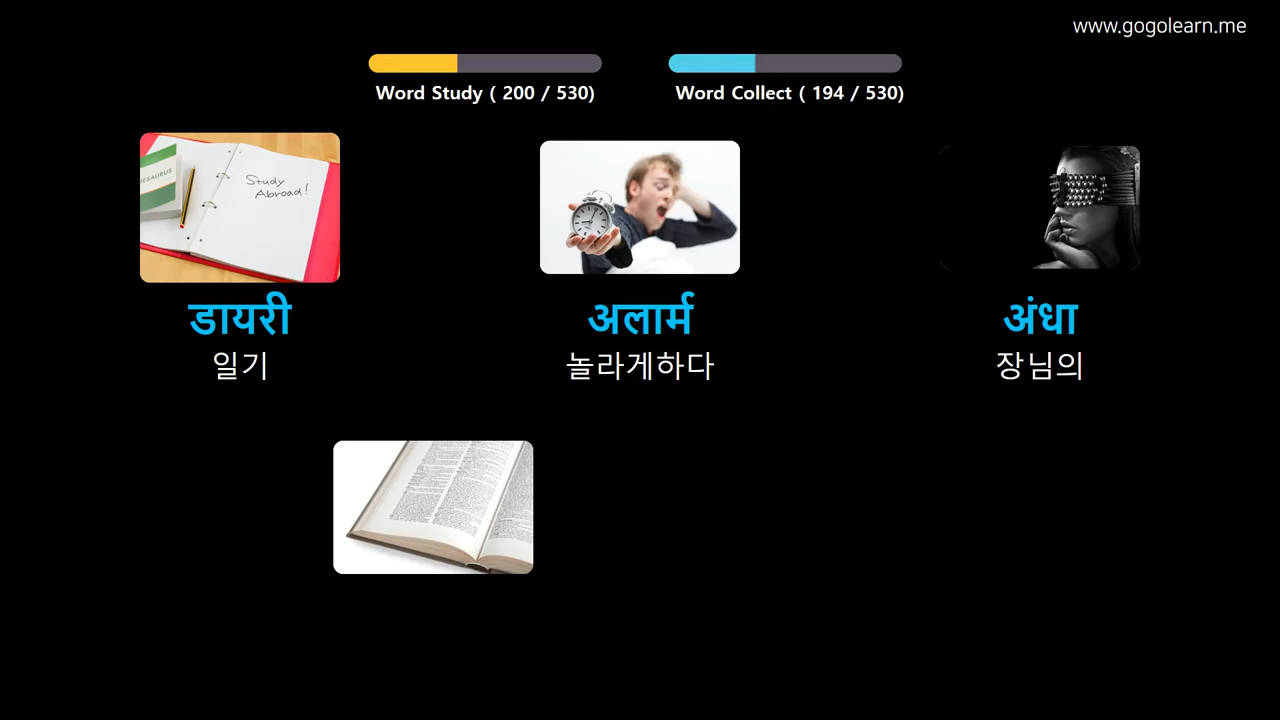 www.gogolearn.me
Word Study ( 200 / 530)
Word Collect ( 194 / 530)
HESAURUS
Study
Abroad!
डायरी
अलार्म
अंधा
일기
놀라게하다
장님의